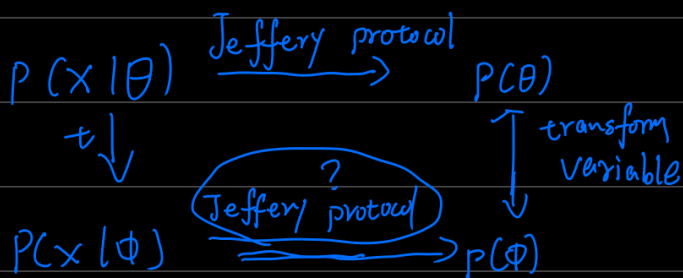 Jeffery protocol
P(x|θ) → p(θ)
t ↓ ↕ transform
variable
?
Jeffery protocol
P(x|ϕ) → p(ϕ)